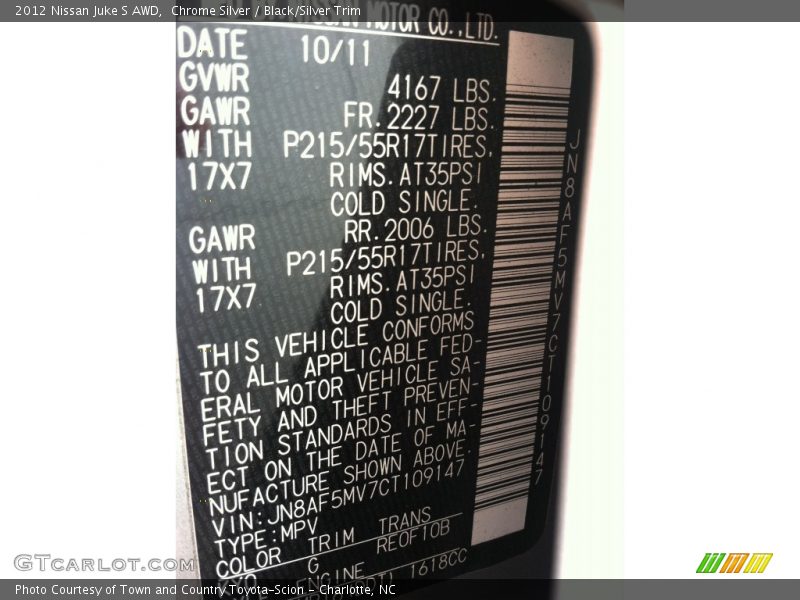 2012 Nissan Juke S AWD,  Chrome Silver / Black/Silver Trim
MOTOR CO.,LTD.
DATE 10/11
GVWR 4167 LBS.
GAWR FR.2227 LBS.
WITH P215/55R17TIRES,
17X7 RIMS.AT35PSI
COLD SINGLE.
GAWR RR.2006 LBS.
WITH P215/55R17TIRES,
17X7 RIMS.AT35PSI
COLD SINGLE.
THIS VEHICLE CONFORMS
TO ALL APPLICABLE FED-
ERAL MOTOR VEHICLE SA-
FETY AND THEFT PREVEN-
TION STANDARDS IN EFF-
ECT ON THE DATE OF MA-
NUFACTURE SHOWN ABOVE.
VIN:JN8AF5MV7CT109147
TYPE:MPV
COLOR TRIM TRANS
G REOF10B
ENGINE
1618CC
JN8AF5MV7CT109147
GTcarlot.com
Photo Courtesy of Town and Country Toyota-Scion - Charlotte, NC